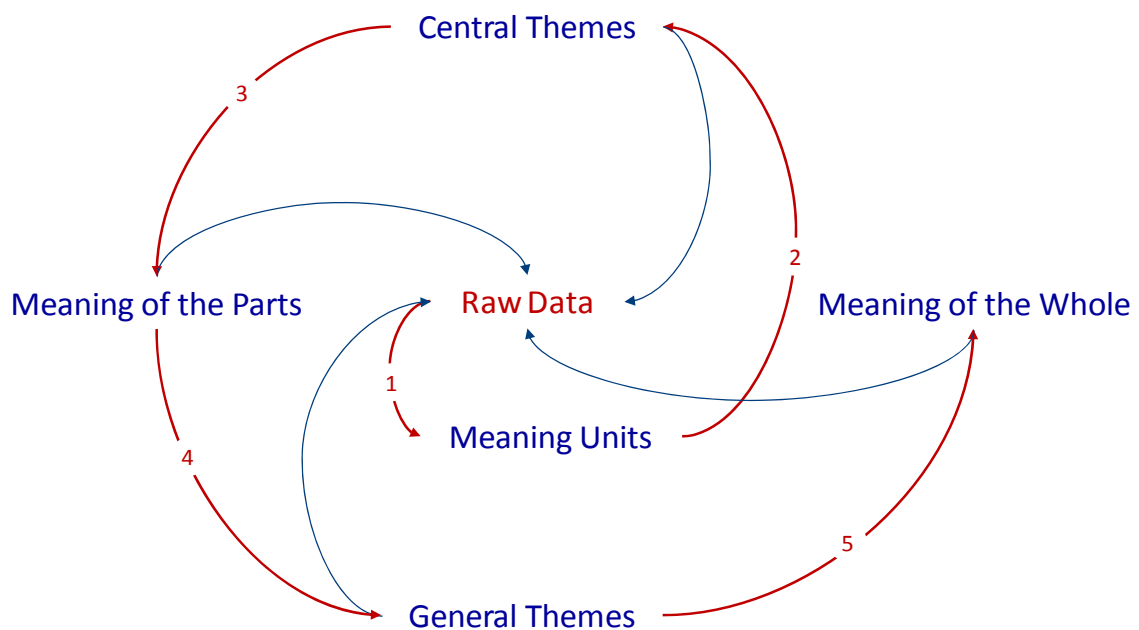 Central Themes
3
2
Meaning of the Parts
Raw Data
Meaning of the Whole
1
Meaning Units
4
5
General Themes